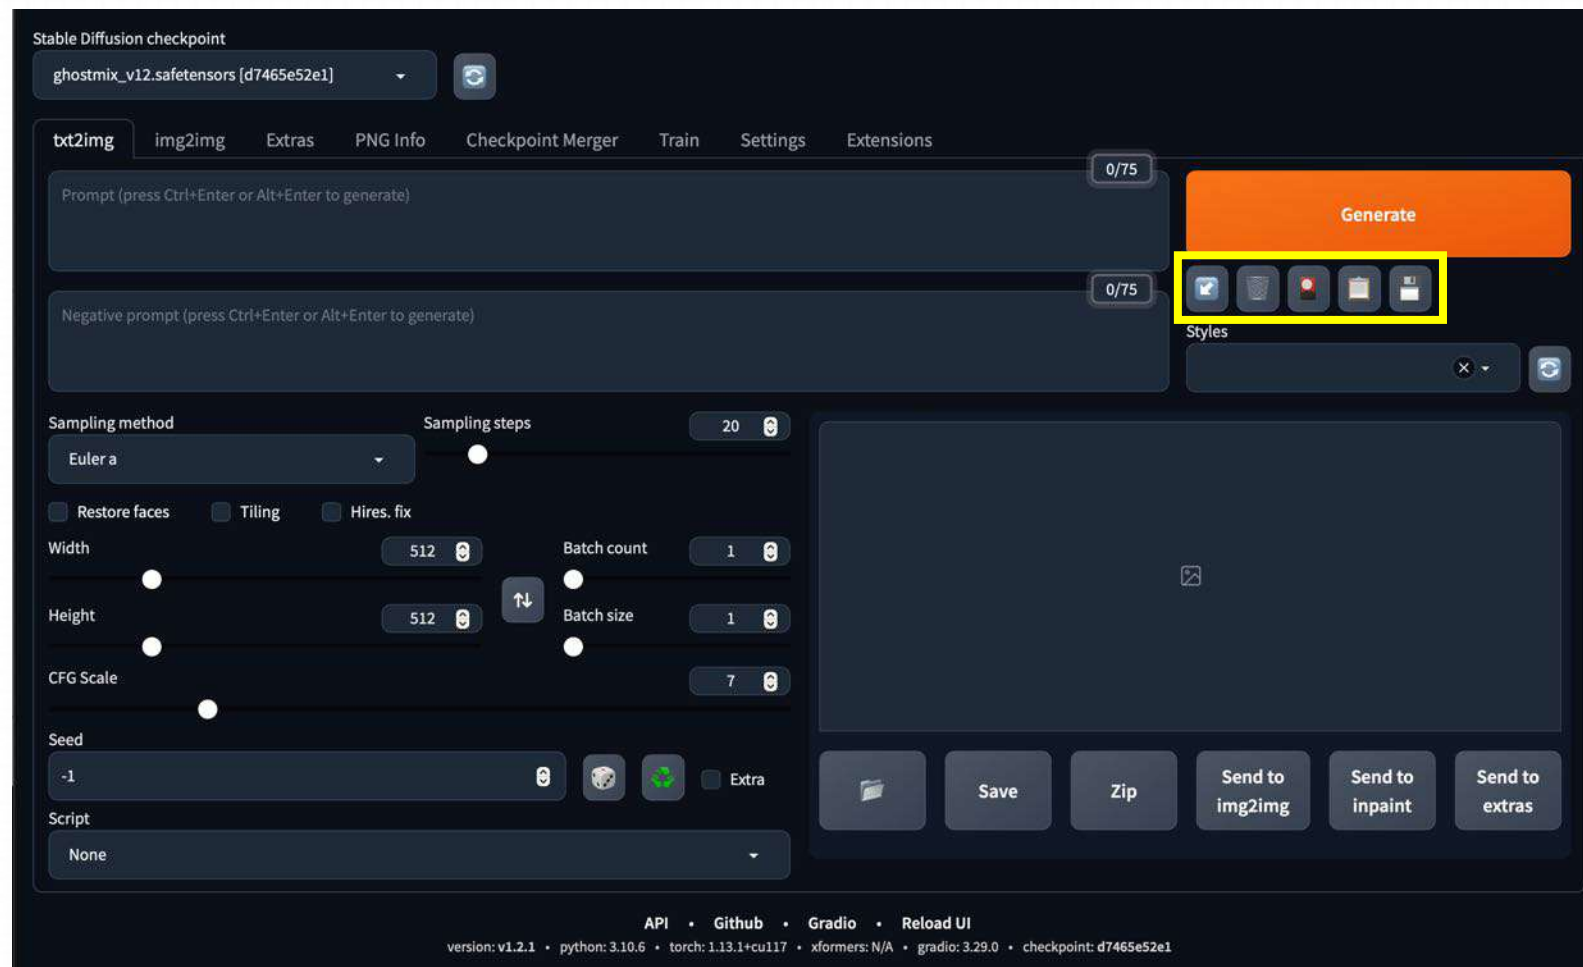 Stable Diffusion checkpoint
ghostmix_v12.safetensors [d7465e52e1]
txt2img img2img Extras PNG Info Checkpoint Merger Train Settings Extensions
0/75
Prompt (press Ctrl+Enter or Alt+Enter to generate)
Generate
0/75
Negative prompt (press Ctrl+Enter or Alt+Enter to generate)
Styles
Sampling method
Euler a
Sampling steps
20
Restore faces Tiling Hires. fix
Width
512
Batch count
1
Height
512
Batch size
1
CFG Scale
7
Seed
-1
Extra
Script
None
Save
Zip
Send to
img2img
Send to
inpaint
Send to
extras
API • Github • Gradio • Reload UI
version: v1.2.1 • python: 3.10.6 • torch: 1.13.1+cu117 • xformers: N/A • gradio: 3.29.0 • checkpoint: d7465e52e1